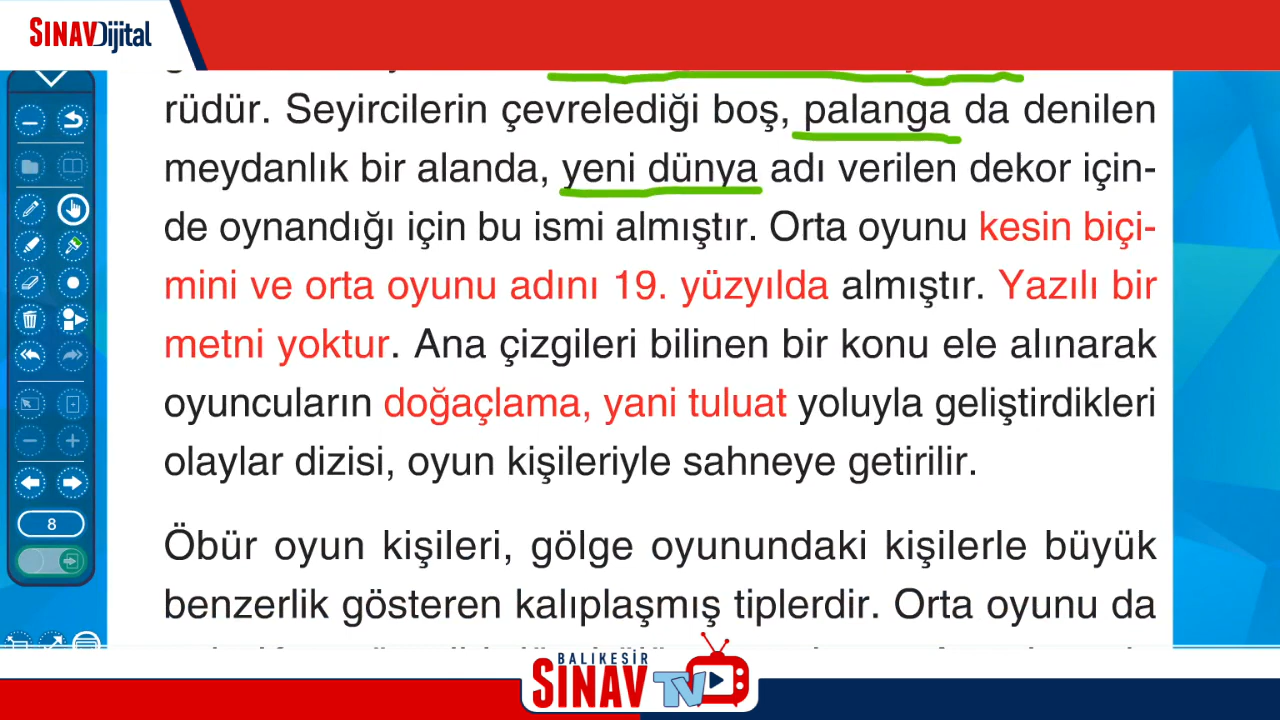 SINAV Dijital
rüdür. Seyircilerin çevrelediği boş, palanga da denilen
meydanlık bir alanda, yeni dünya adı verilen dekor için-
de oynandığı için bu ismi almıştır. Orta oyunu kesin biçi-
mini ve orta oyunu adını 19. yüzyılda almıştır. Yazılı bir
metni yoktur. Ana çizgileri bilinen bir konu ele alınarak
oyuncuların doğaçlama, yani tuluat yoluyla geliştirdikleri
olaylar dizisi, oyun kişileriyle sahneye getirilir.
8
Öbür oyun kişileri, gölge oyunundaki kişilerle büyük
benzerlik gösteren kalıplaşmış tiplerdir. Orta oyunu da
BALIKESİR
SINAV TV